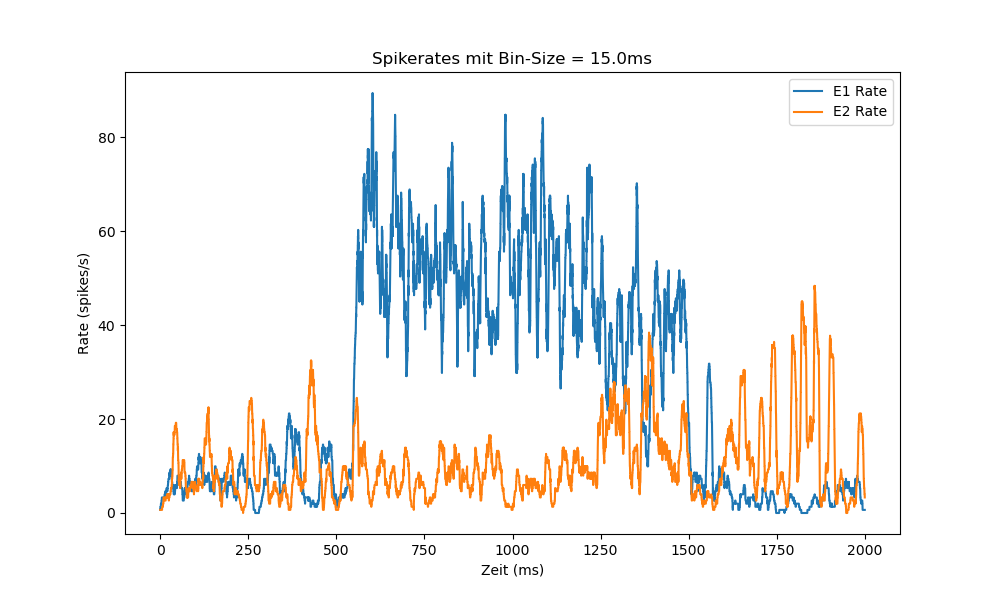 Spikerates mit Bin-Size = 15.0ms
E1 Rate
E2 Rate
80
60
40
20
0
Rate (spikes/s)
0 250 500 750 1000 1250 1500 1750 2000
Zeit (ms)